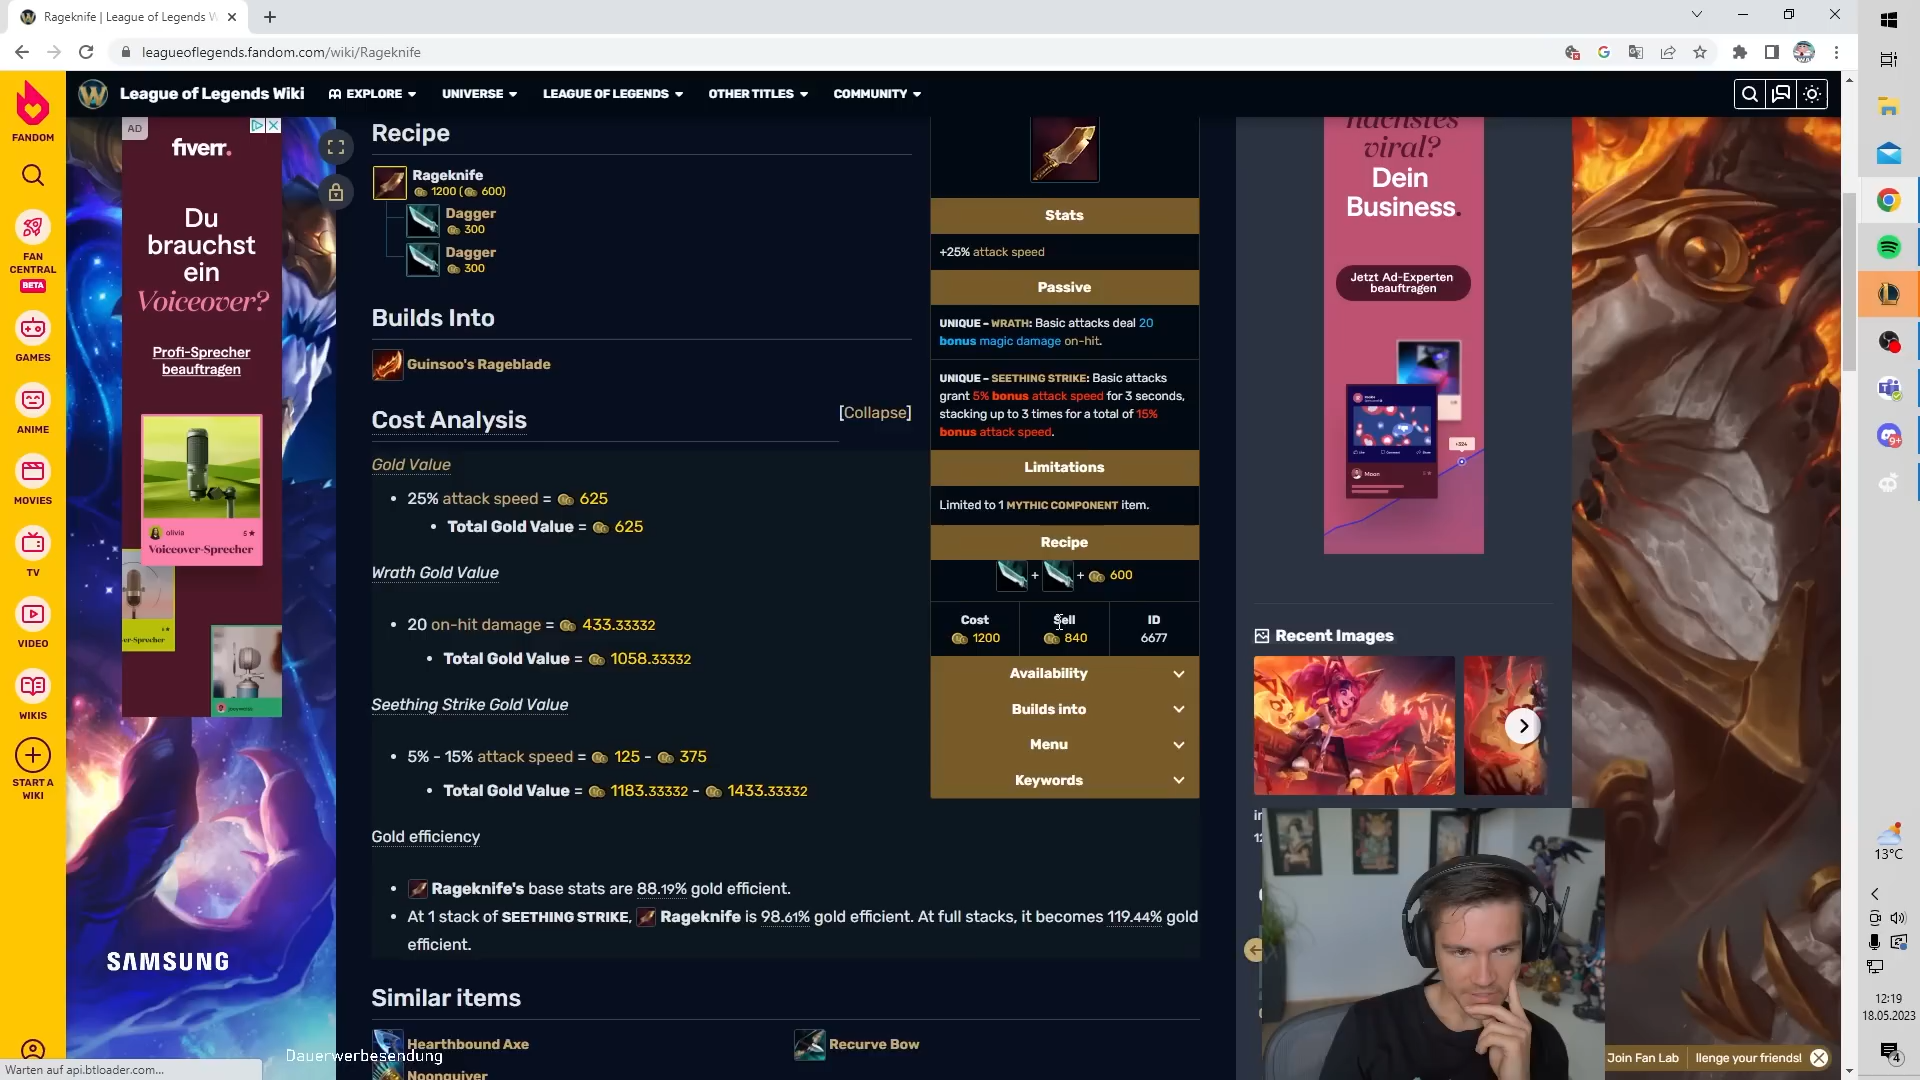 Rageknife | League of Legends W
leagueoflegends.fandom.com/wiki/Rageknife
FANDOM
FAN
CENTRAL
BETA
GAMES
ANIME
MOVIES
TV
VIDEO
WIKIS
START A
WIKI
League of Legends Wiki
EXPLORE
UNIVERSE
LEAGUE OF LEGENDS
OTHER TITLES
COMMUNITY
AD
fiverr.
Du
brauchst
ein
Voiceover?
Profi-Sprecher
beauftragen
olivia 5★
Voiceover-Sprecher
er-Sprecher
SAMSUNG
Recipe
Rageknife
1200 ( 600)
Dagger
300
Dagger
300
Builds Into
Guinsoo's Rageblade
Cost Analysis
[Collapse]
Gold Value
• 25% attack speed = 625
• Total Gold Value = 625
Wrath Gold Value
• 20 on-hit damage = 433.33332
• Total Gold Value = 1058.33332
Seething Strike Gold Value
• 5% - 15% attack speed = 125 - 375
• Total Gold Value = 1183.33332 - 1433.33332
Gold efficiency
• Rageknife's base stats are 88.19% gold efficient.
• At 1 stack of SEETHING STRIKE, Rageknife is 98.61% gold efficient. At full stacks, it becomes 119.44% gold
efficient.
Similar items
Hearthbound Axe
Recurve Bow
Noonquiver
Stats
+25% attack speed
Passive
UNIQUE – WRATH: Basic attacks deal 20
bonus magic damage on-hit.
UNIQUE – SEETHING STRIKE: Basic attacks
grant 5% bonus attack speed for 3 seconds,
stacking up to 3 times for a total of 15%
bonus attack speed.
Limitations
Limited to 1 MYTHIC COMPONENT item.
Recipe
+ + 600
Cost
1200
Sell
840
ID
6677
Availability
Builds into
Menu
Keywords
nächstes
viral?
Dein
Business.
Jetzt Ad-Experten
beauftragen
Recent Images
Join Fan Lab
llenge your friends!
Dauerwerbesendung
Warten auf api.btloader.com...
9+
13°C
12:19
18.05.2023
4